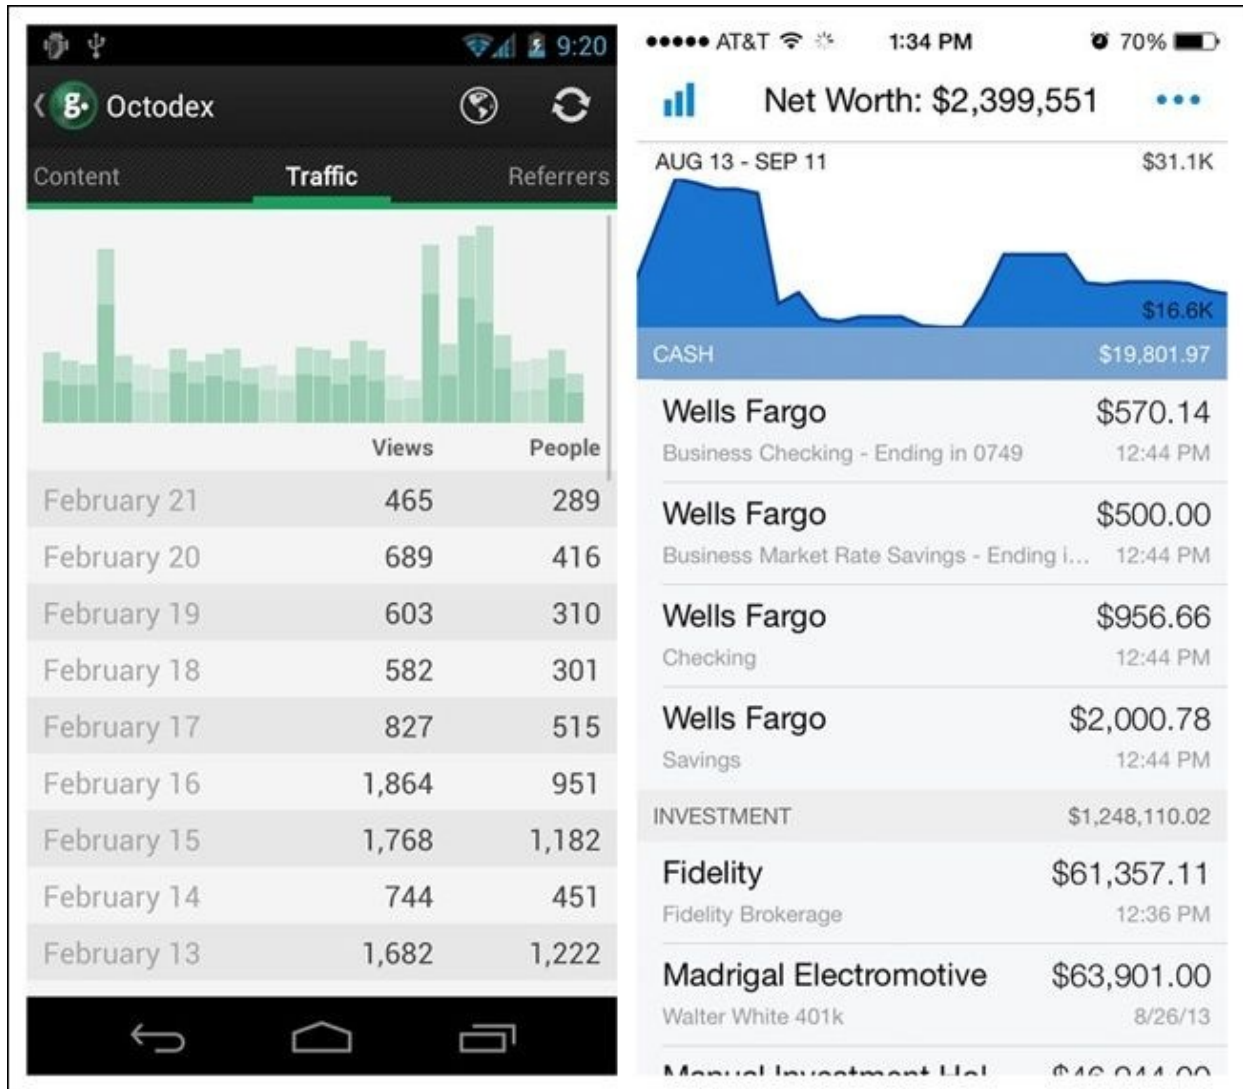 9:20
g. Octodex
Content Traffic Referrers
Views People
February 21 465 289
February 20 689 416
February 19 603 310
February 18 582 301
February 17 827 515
February 16 1,864 951
February 15 1,768 1,182
February 14 744 451
February 13 1,682 1,222
AT&T 1:34 PM 70%
Net Worth: $2,399,551
AUG 13 - SEP 11 $31.1K
$16.6K
CASH $19,801.97
Wells Fargo $570.14
Business Checking - Ending in 0749 12:44 PM
Wells Fargo $500.00
Business Market Rate Savings - Ending i... 12:44 PM
Wells Fargo $956.66
Checking 12:44 PM
Wells Fargo $2,000.78
Savings 12:44 PM
INVESTMENT $1,248,110.02
Fidelity $61,357.11
Fidelity Brokerage 12:36 PM
Madrigal Electromotive $63,901.00
Walter White 401k 8/26/13
Manual Investment